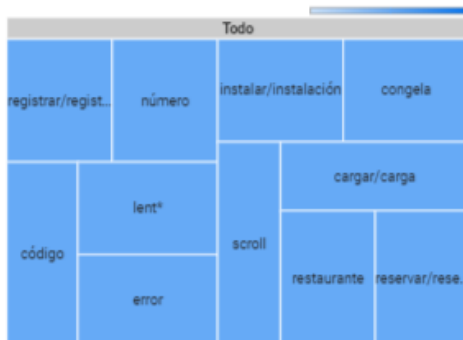 Todo
registrar/regist...
número
instalar/instalación
congela
código
lent*
error
scroll
cargar/carga
restaurante
reservar/rese...